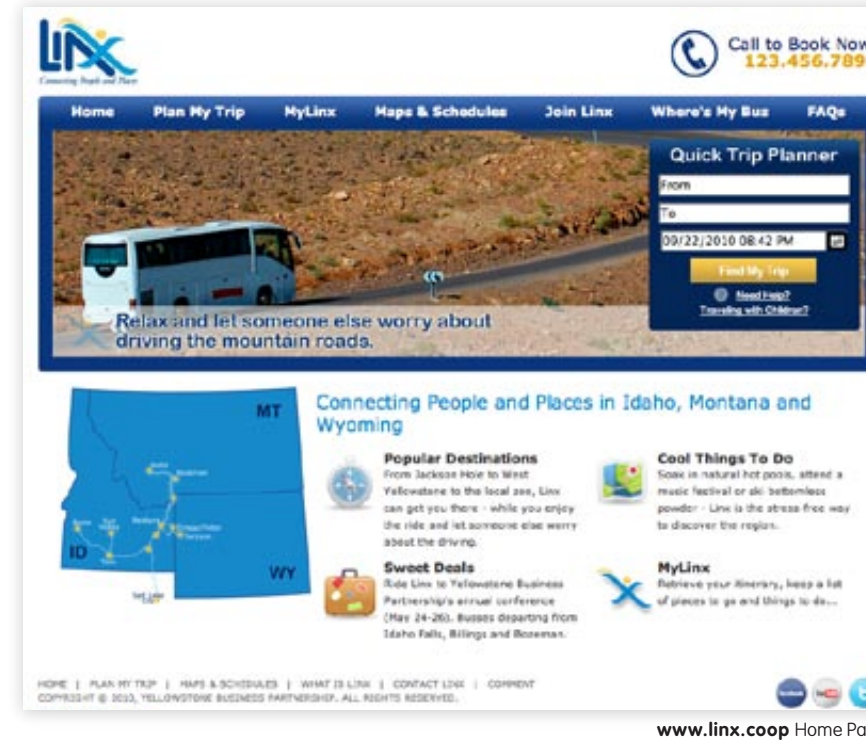 LINX
Connecting People and Places
Call to Book Now
123.456.789
Home Plan My Trip MyLinx Maps & Schedules Join Linx Where's My Bus FAQs
Quick Trip Planner
From
To
09/22/2010 08:42 PM
Find My Trip
Need Help?
Traveling with Children?
Relax and let someone else worry about
driving the mountain roads.
MT
ID
WY
Connecting People and Places in Idaho, Montana and
Wyoming
Popular Destinations
From Jackson Hole to West
Yellowstone to the local zoo, Linx
can get you there - while you enjoy
the ride and let someone else worry
about the driving.
Cool Things To Do
Soak in natural hot pools, attend a
music festival or ski bottomless
powder - Linx is the stress free way
to discover the region.
Sweet Deals
Ride Linx to Yellowstone Business
Partnership's annual conference
(May 24-26). Busses departing from
Idaho Falls, Billings and Bozeman.
MyLinx
Retrieve your itinerary, keep a list
of places to go and things to do...
HOME | PLAN MY TRIP | MAPS & SCHEDULES | WHAT IS LINX | CONTACT LINX | COMMENT
COPYRIGHT © 2010, YELLOWSTONE BUSINESS PARTNERSHIP. ALL RIGHTS RESERVED.
www.linx.coop Home Pa